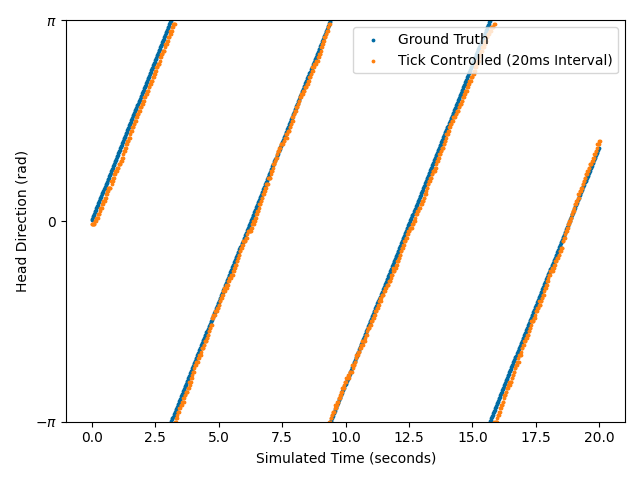 π
0
−π
Head Direction (rad)
Ground Truth
Tick Controlled (20ms Interval)
0.0 2.5 5.0 7.5 10.0 12.5 15.0 17.5 20.0
Simulated Time (seconds)